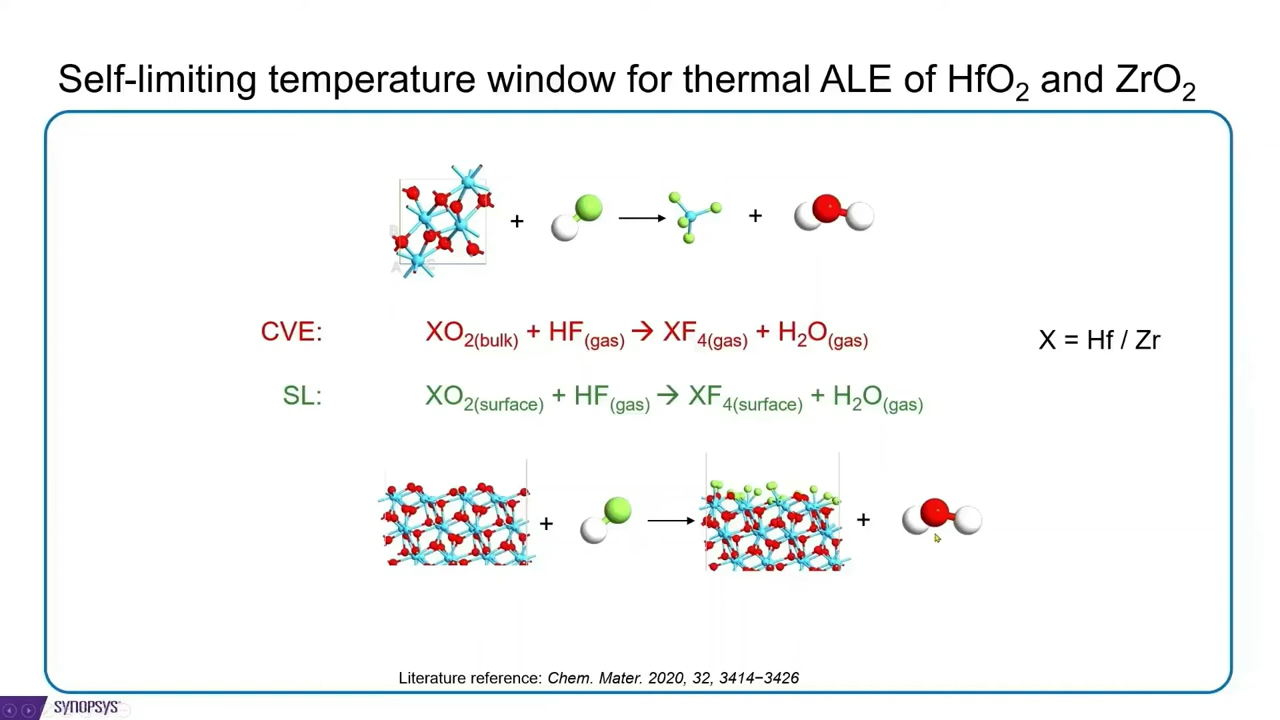 Self-limiting temperature window for thermal ALE of HfO₂ and ZrO₂
+ +
CVE: XO₂(bulk) + HF(gas) → XF₄(gas) + H₂O(gas)
X = Hf / Zr
SL: XO₂(surface) + HF(gas) → XF₄(surface) + H₂O(gas)
+ +
Literature reference: Chem. Mater. 2020, 32, 3414−3426
SYNOPSYS